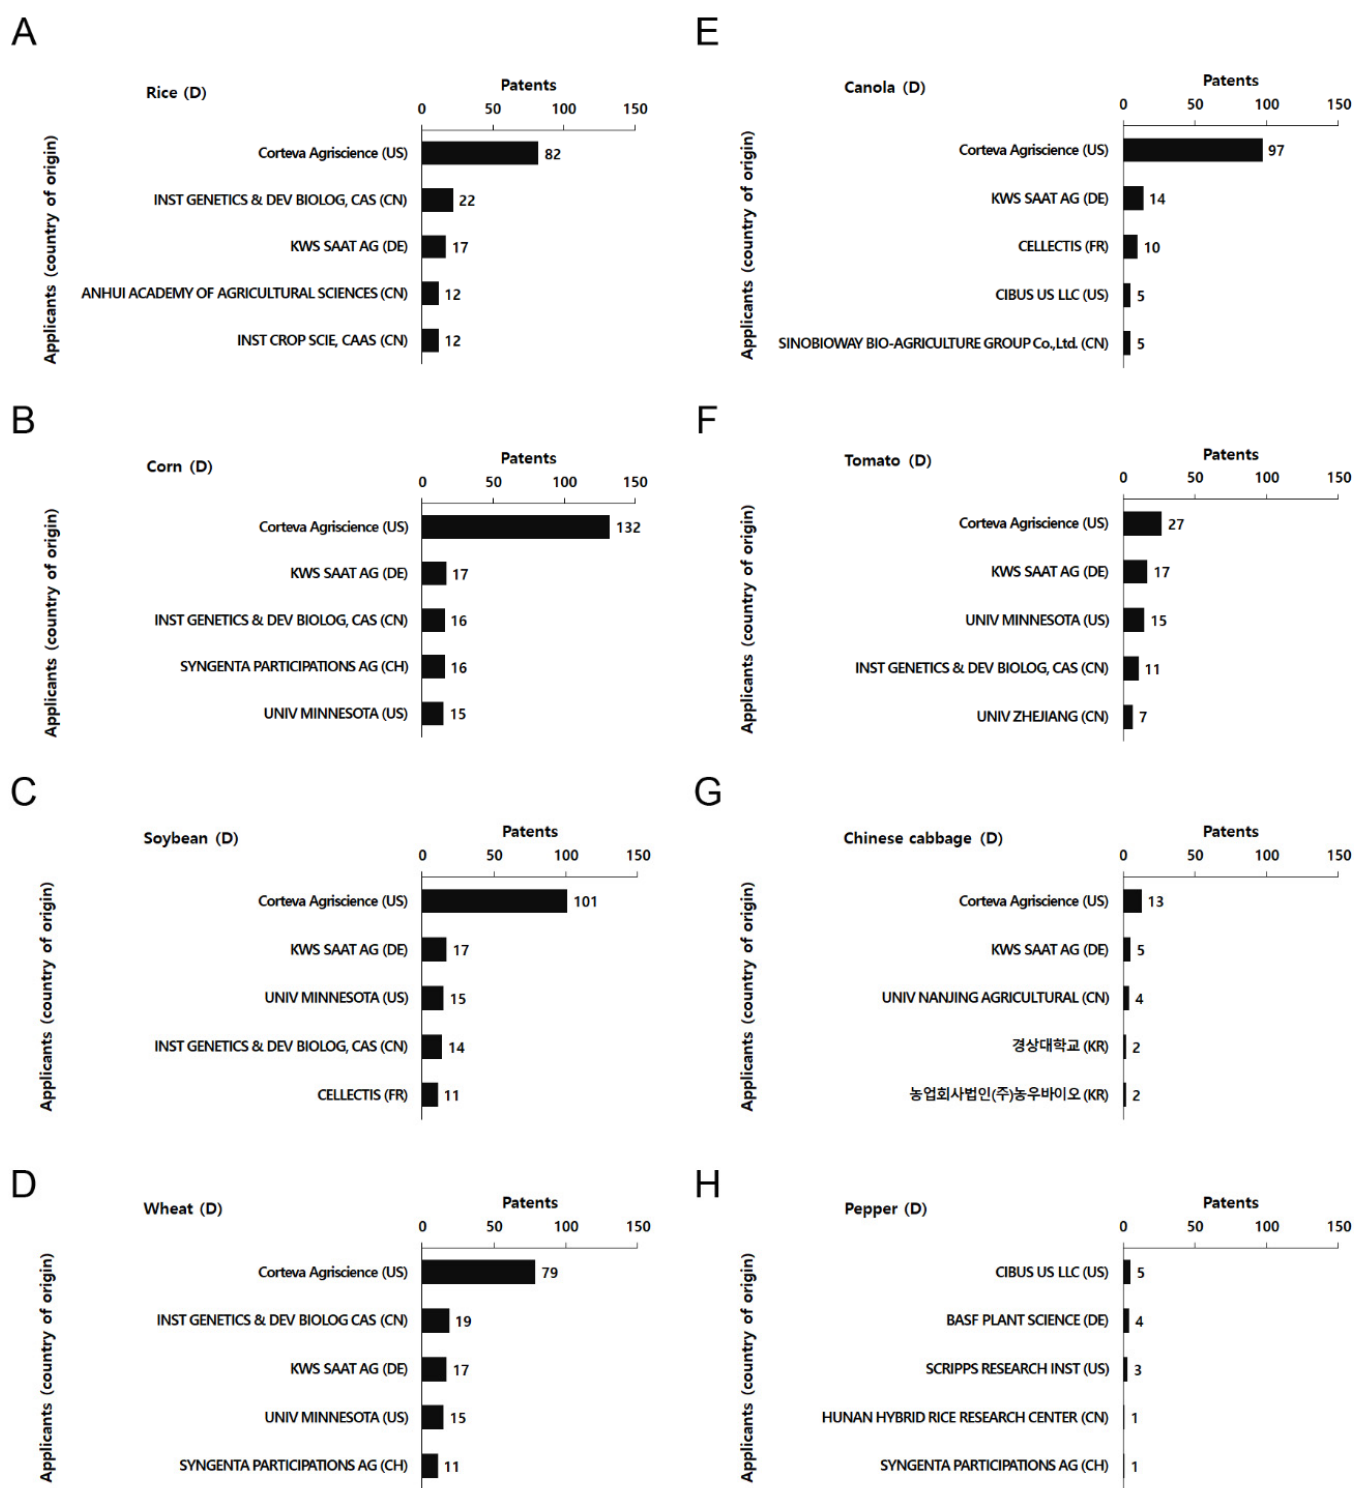 A
Rice (D)
Patents
0 50 100 150
Applicants (country of origin)
Corteva Agriscience (US) 82
INST GENETICS & DEV BIOLOG, CAS (CN) 22
KWS SAAT AG (DE) 17
ANHUI ACADEMY OF AGRICULTURAL SCIENCES (CN) 12
INST CROP SCIE, CAAS (CN) 12
B
Corn (D)
Patents
0 50 100 150
Applicants (country of origin)
Corteva Agriscience (US) 132
KWS SAAT AG (DE) 17
INST GENETICS & DEV BIOLOG, CAS (CN) 16
SYNGENTA PARTICIPATIONS AG (CH) 16
UNIV MINNESOTA (US) 15
C
Soybean (D)
Patents
0 50 100 150
Applicants (country of origin)
Corteva Agriscience (US) 101
KWS SAAT AG (DE) 17
UNIV MINNESOTA (US) 15
INST GENETICS & DEV BIOLOG, CAS (CN) 14
CELLECTIS (FR) 11
D
Wheat (D)
Patents
0 50 100 150
Applicants (country of origin)
Corteva Agriscience (US) 79
INST GENETICS & DEV BIOLOG CAS (CN) 19
KWS SAAT AG (DE) 17
UNIV MINNESOTA (US) 15
SYNGENTA PARTICIPATIONS AG (CH) 11
E
Canola (D)
Patents
0 50 100 150
Applicants (country of origin)
Corteva Agriscience (US) 97
KWS SAAT AG (DE) 14
CELLECTIS (FR) 10
CIBUS US LLC (US) 5
SINOBIOWAY BIO-AGRICULTURE GROUP Co.,Ltd. (CN) 5
F
Tomato (D)
Patents
0 50 100 150
Applicants (country of origin)
Corteva Agriscience (US) 27
KWS SAAT AG (DE) 17
UNIV MINNESOTA (US) 15
INST GENETICS & DEV BIOLOG, CAS (CN) 11
UNIV ZHEJIANG (CN) 7
G
Chinese cabbage (D)
Patents
0 50 100 150
Applicants (country of origin)
Corteva Agriscience (US) 13
KWS SAAT AG (DE) 5
UNIV NANJING AGRICULTURAL (CN) 4
경상대학교 (KR) 2
농업회사법인(주)농우바이오 (KR) 2
H
Pepper (D)
Patents
0 50 100 150
Applicants (country of origin)
CIBUS US LLC (US) 5
BASF PLANT SCIENCE (DE) 4
SCRIPPS RESEARCH INST (US) 3
HUNAN HYBRID RICE RESEARCH CENTER (CN) 1
SYNGENTA PARTICIPATIONS AG (CH) 1